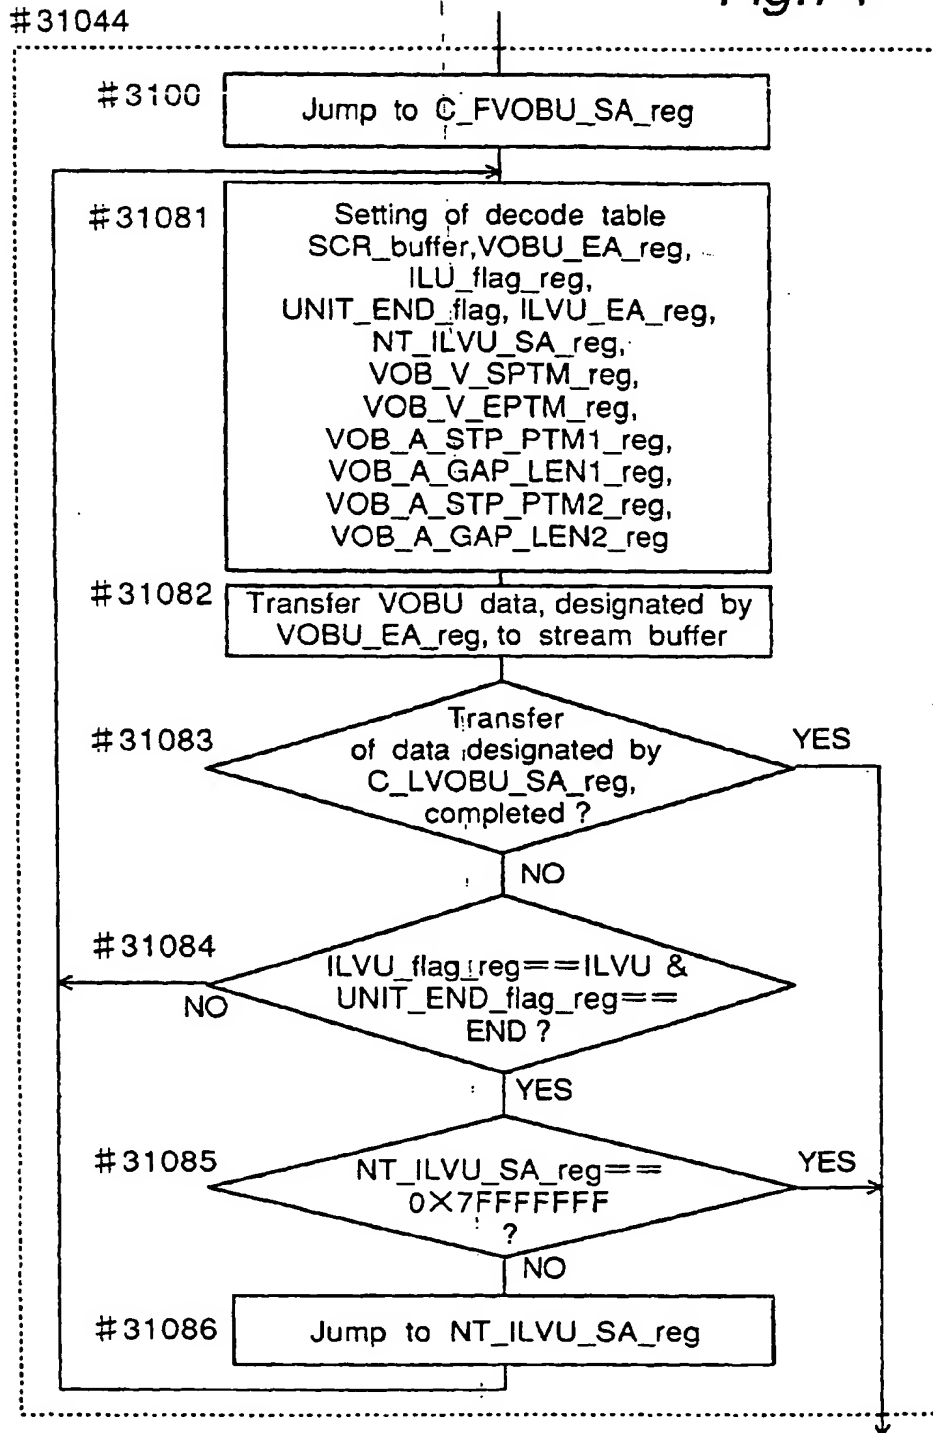 #31044
#3100
Jump to C_FVOBU_SA_reg
#31081
Setting of decode table
SCR_buffer,VOBU_EA_reg,
ILU_flag_reg,
UNIT_END_flag, ILVU_EA_reg,
NT_ILVU_SA_reg,
VOB_V_SPTM_reg,
VOB_V_EPTM_reg,
VOB_A_STP_PTM1_reg,
VOB_A_GAP_LEN1_reg,
VOB_A_STP_PTM2_reg,
VOB_A_GAP_LEN2_reg
#31082
Transfer VOBU data, designated by
VOBU_EA_reg, to stream buffer
#31083
Transfer
of data designated by
C_LVOBU_SA_reg,
completed ?
YES
NO
#31084
ILVU_flag_reg==ILVU &
UNIT_END_flag_reg==
END ?
NO
YES
#31085
NT_ILVU_SA_reg==
0X7FFFFFFF
?
YES
NO
#31086
Jump to NT_ILVU_SA_reg